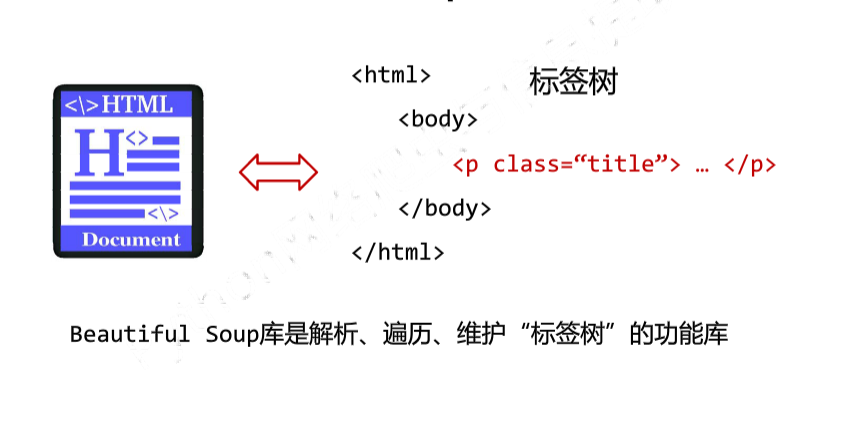 <\>HTML
H<>
<\>
Document
<html>
标签树
<body>
<p class=“title”> … </p>
</body>
</html>
Beautiful Soup库是解析、遍历、维护“标签树”的功能库